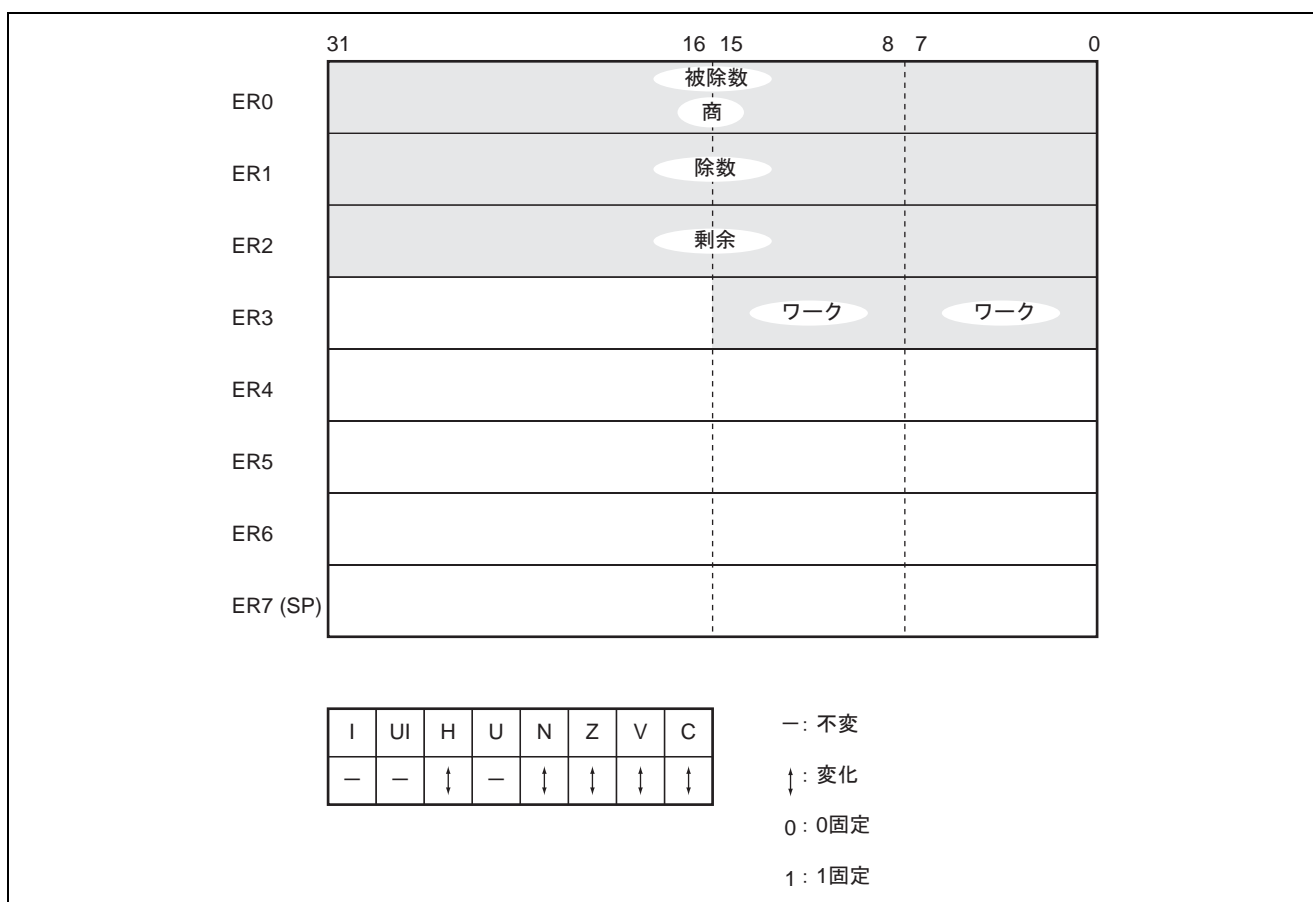 31 16 15 8 7 0
ER0 被除数
商
ER1 除数
ER2 剰余
ER3 ワーク ワーク
ER4
ER5
ER6
ER7 (SP)
I UI H U N Z V C
― ― ↕ ― ↕ ↕ ↕ ↕
―: 不変
↕: 変化
0: 0固定
1: 1固定